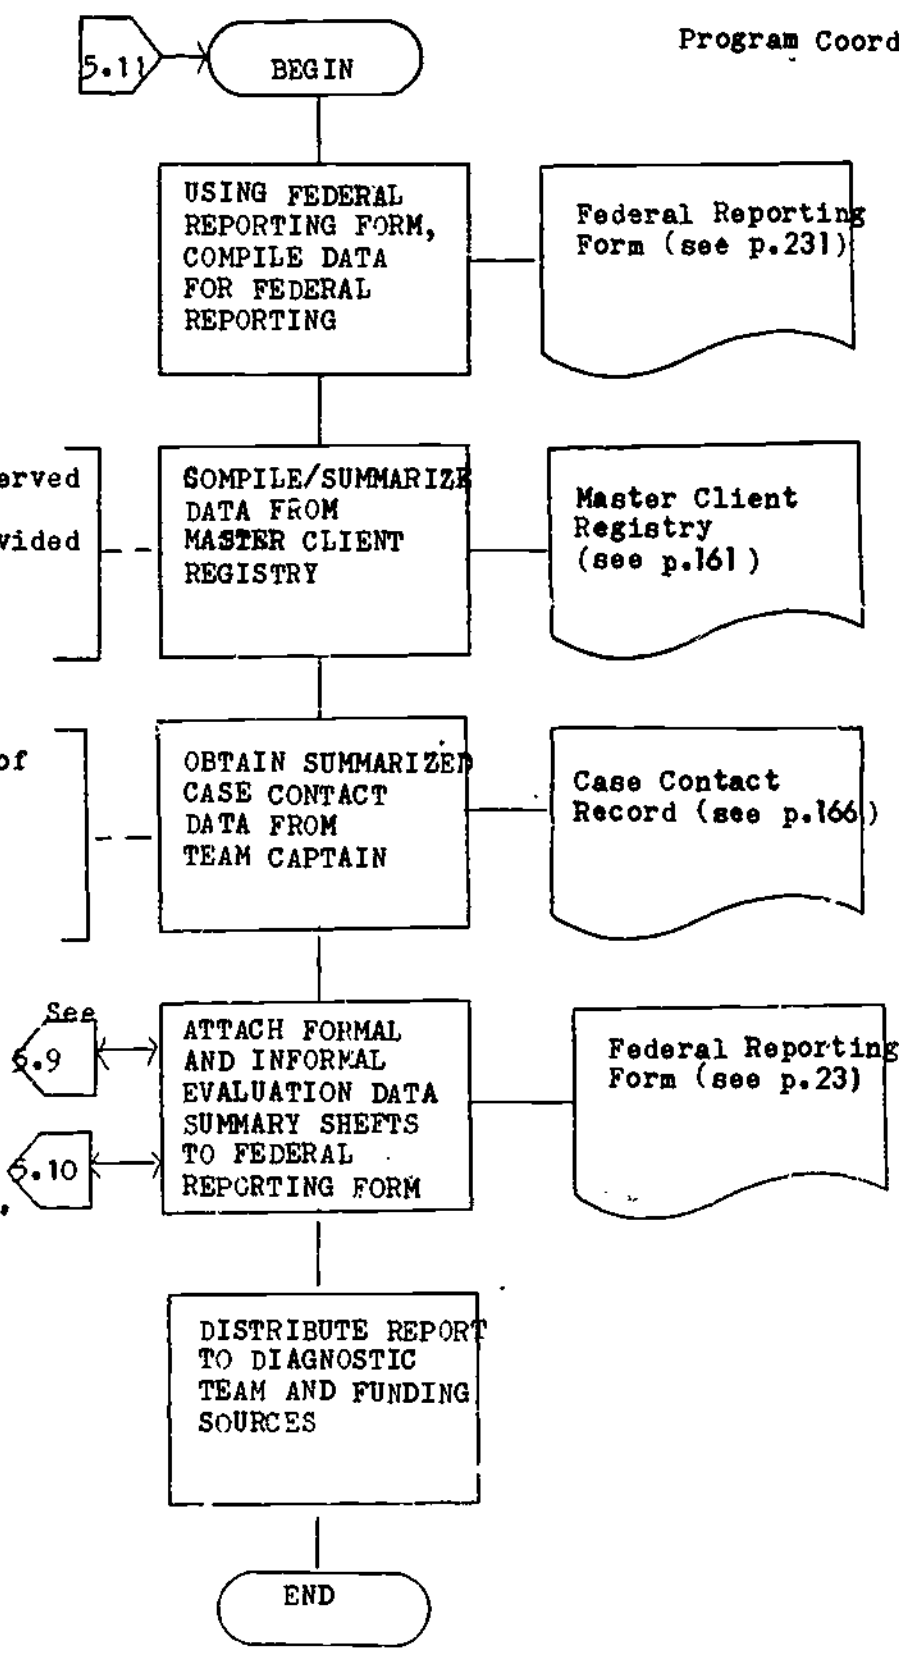 Program Coord
5.11
BEGIN
USING FEDERAL
REPORTING FORM,
COMPILE DATA
FOR FEDERAL
REPORTING
Federal Reporting
Form (see p.231)
erved
vided
COMPILE/SUMMARIZE
DATA FROM
MASTER CLIENT
REGISTRY
Master Client
Registry
(see p.161)
of
OBTAIN SUMMARIZED
CASE CONTACT
DATA FROM
TEAM CAPTAIN
Case Contact
Record (see p.166)
See
5.9
5.10
ATTACH FORMAL
AND INFORMAL
EVALUATION DATA
SUMMARY SHEETS
TO FEDERAL
REPORTING FORM
Federal Reporting
Form (see p.23)
DISTRIBUTE REPORT
TO DIAGNOSTIC
TEAM AND FUNDING
SOURCES
END